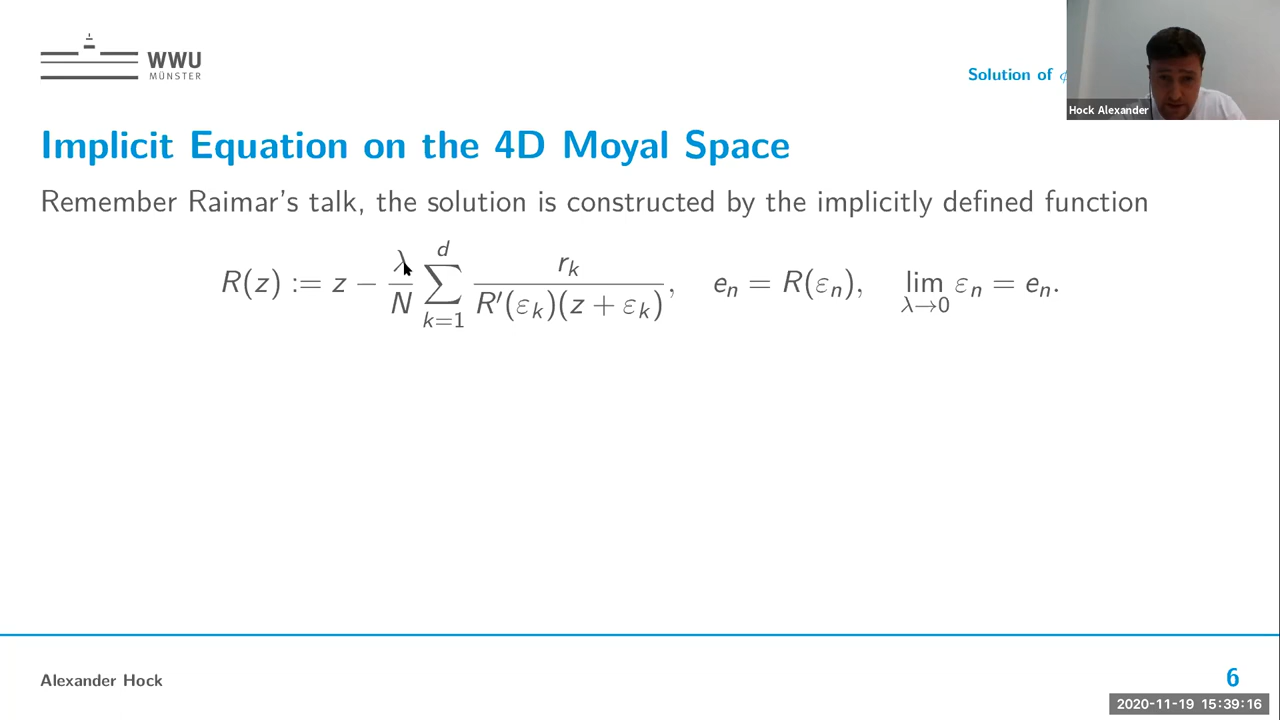 WWU
MÜNSTER
Solution of ϕ
Hock Alexander
Implicit Equation on the 4D Moyal Space
Remember Raimar's talk, the solution is constructed by the implicitly defined function
R(z) := z − λ/N ∑_{k=1}^{d} r_k / (R′(ε_k)(z + ε_k)), e_n = R(ε_n), lim_{λ→0} ε_n = e_n.
Alexander Hock
6
2020-11-19 15:39:16